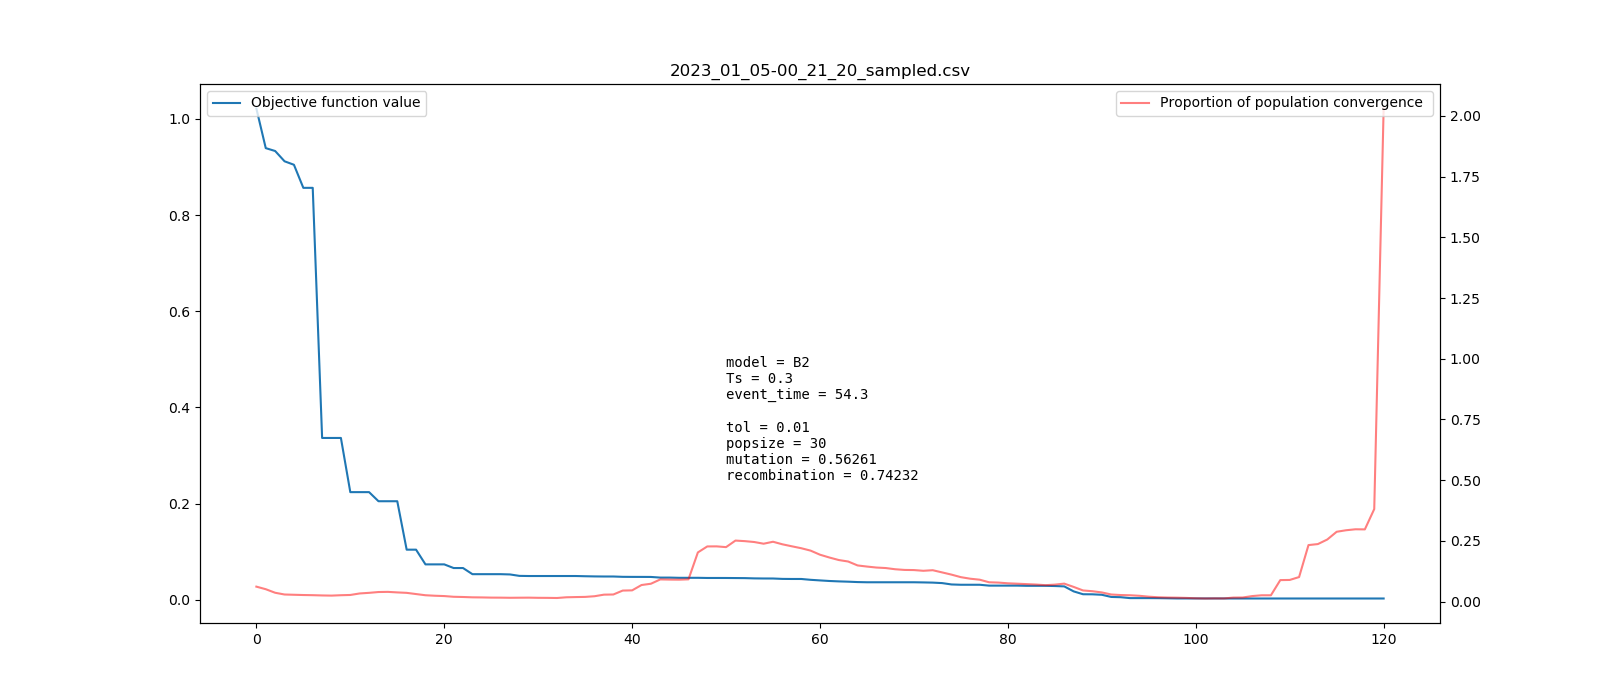 2023_01_05-00_21_20_sampled.csv
Objective function value
Proportion of population convergence
1.0
0.8
0.6
0.4
0.2
0.0
2.00
1.75
1.50
1.25
1.00
0.75
0.50
0.25
0.00
model = B2
Ts = 0.3
event_time = 54.3
tol = 0.01
popsize = 30
mutation = 0.56261
recombination = 0.74232
0 20 40 60 80 100 120